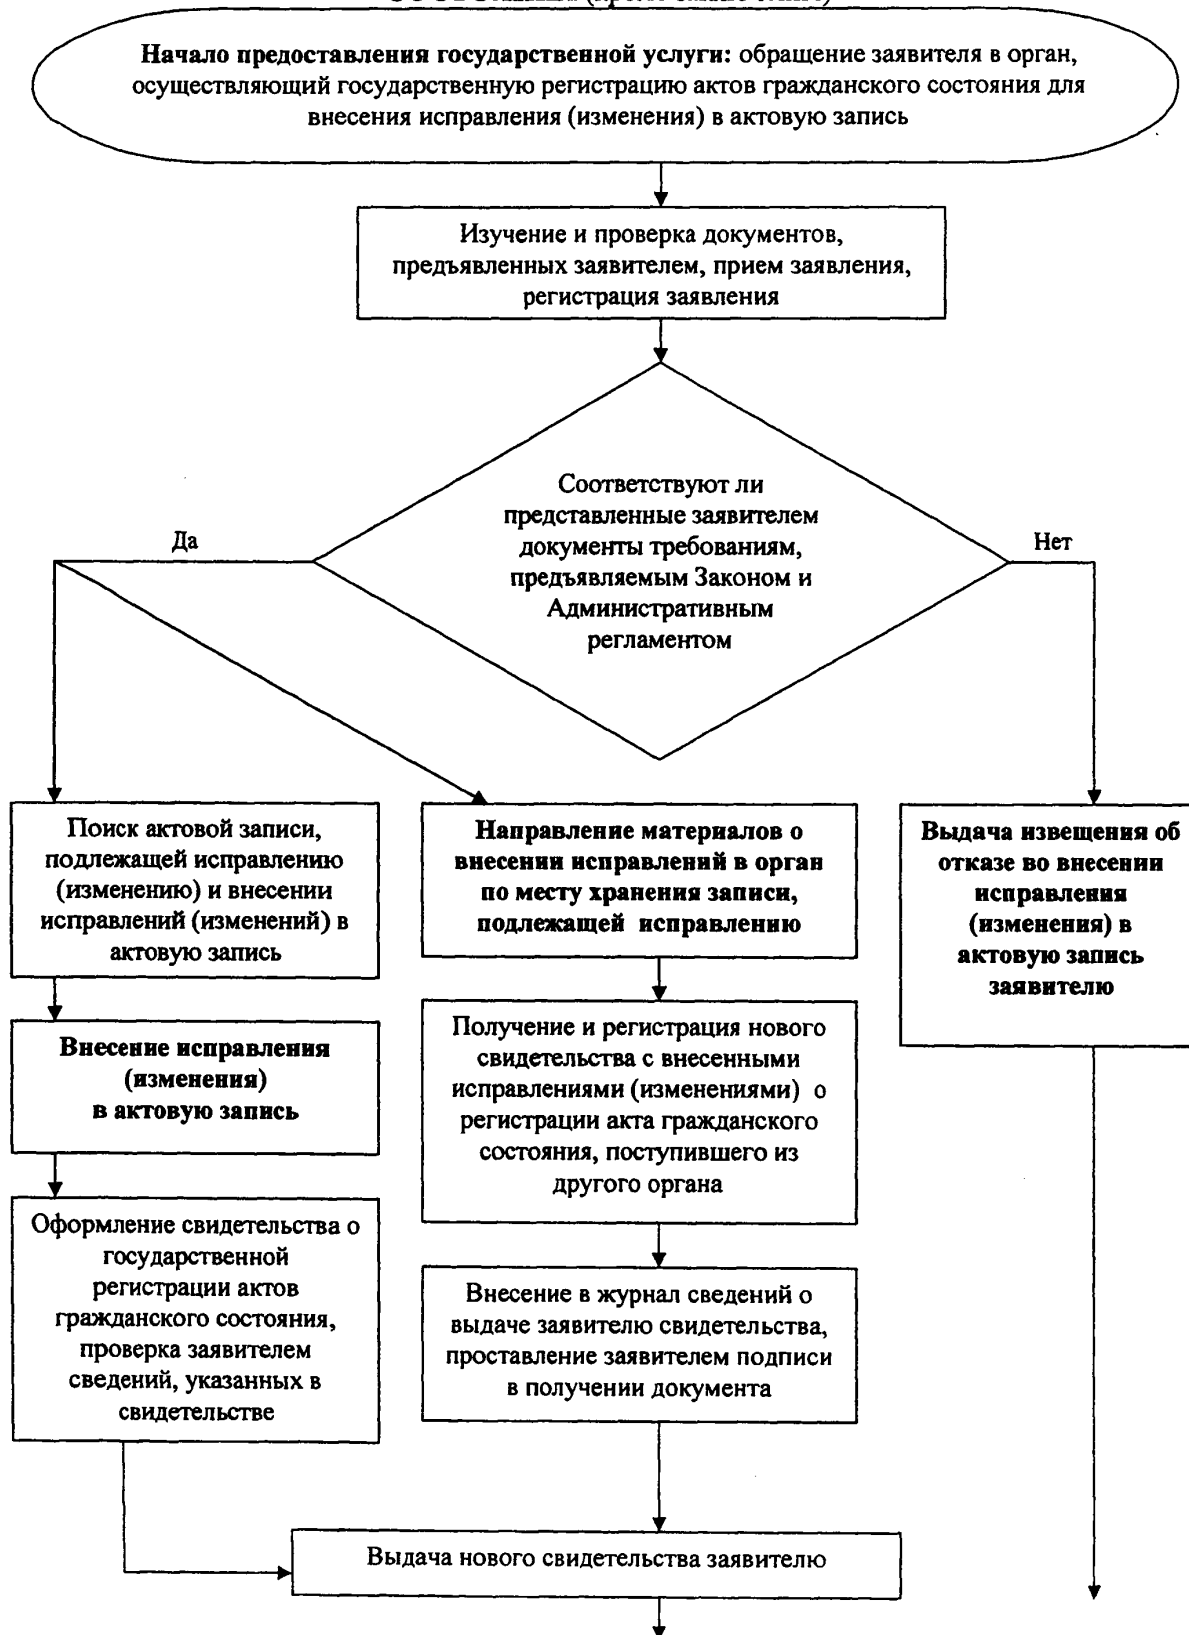 Начало предоставления государственной услуги: обращение заявителя в орган,
осуществляющий государственную регистрацию актов гражданского состояния для
внесения исправления (изменения) в актовую запись
Изучение и проверка документов,
предъявленных заявителем, прием заявления,
регистрация заявления
Соответствуют ли
представленные заявителем
документы требованиям,
предъявляемым Законом и
Административным
регламентом
Да
Нет
Поиск актовой записи,
подлежащей исправлению
(изменению) и внесении
исправлений (изменений) в
актовую запись
Направление материалов о
внесении исправлений в орган
по месту хранения записи,
подлежащей исправлению
Выдача извещения об
отказе во внесении
исправления
(изменения) в
актовую запись
заявителю
Внесение исправления
(изменения)
в актовую запись
Получение и регистрация нового
свидетельства с внесенными
исправлениями (изменениями) о
регистрации акта гражданского
состояния, поступившего из
другого органа
Оформление свидетельства о
государственной
регистрации актов
гражданского состояния,
проверка заявителем
сведений, указанных в
свидетельстве
Внесение в журнал сведений о
выдаче заявителю свидетельства,
проставление заявителем подписи
в получении документа
Выдача нового свидетельства заявителю